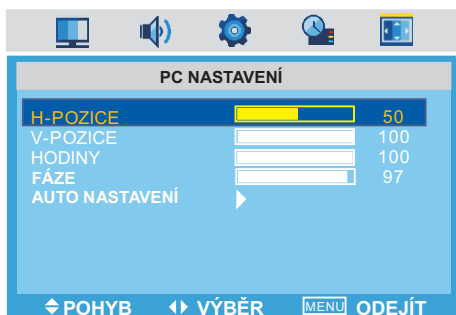 PC NASTAVENÍ
H-POZICE 50
V-POZICE 100
HODINY 100
FÁZE 97
AUTO NASTAVENÍ
POHYB VÝBĚR MENU ODEJÍT